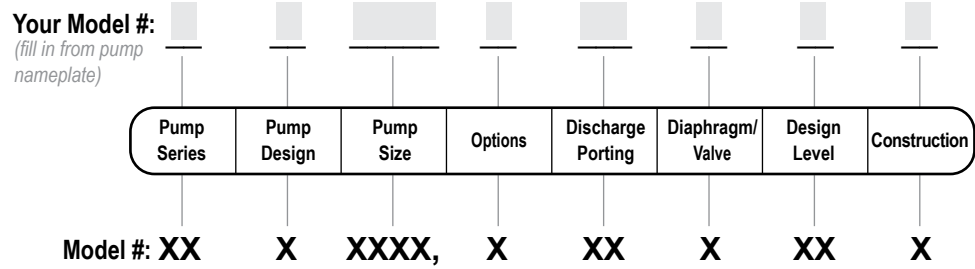 Your Model #:
(fill in from pump
nameplate)
Pump Series Pump Design Pump Size Options Discharge Porting Diaphragm/ Valve Design Level Construction
Model #: XX X XXXX, X XX X XX X